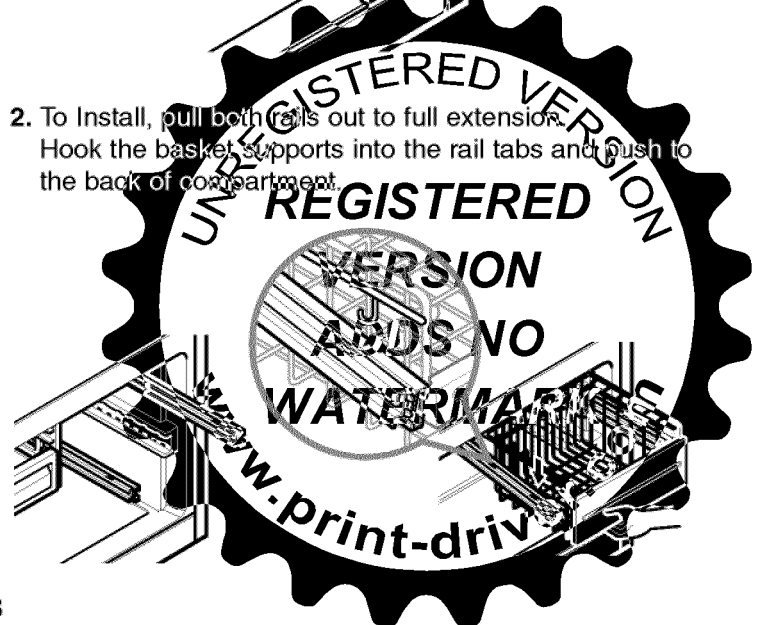 2. To Install, pull both rails out to full extension.
Hook the basket supports into the rail tabs and push to
the back of compartment.
UNREGISTERED VERSION
REGISTERED
VERSION
ADDS NO
WATERMARK
www.print-driv